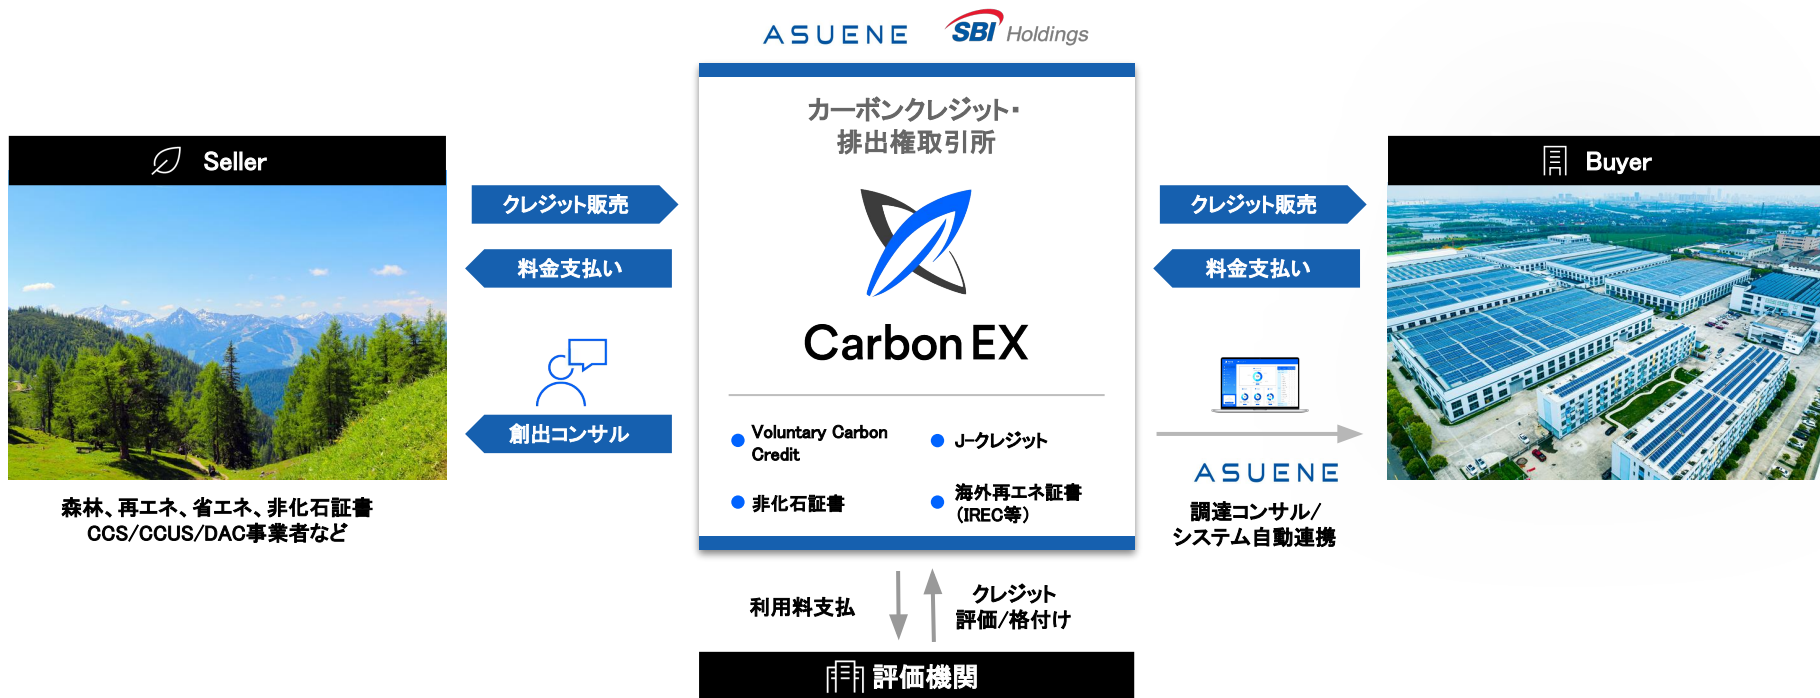 ASUENE
SBI Holdings
カーボンクレジット・
排出権取引所
Seller
クレジット販売
料金支払い
創出コンサル
森林、再エネ、省エネ、非化石証書
CCS/CCUS/DAC事業者など
Carbon EX
Voluntary Carbon
Credit
J-クレジット
非化石証書
海外再エネ証書
(IREC等)
Buyer
クレジット販売
料金支払い
ASUENE
調達コンサル/
システム自動連携
利用料支払
クレジット
評価/格付け
評価機関